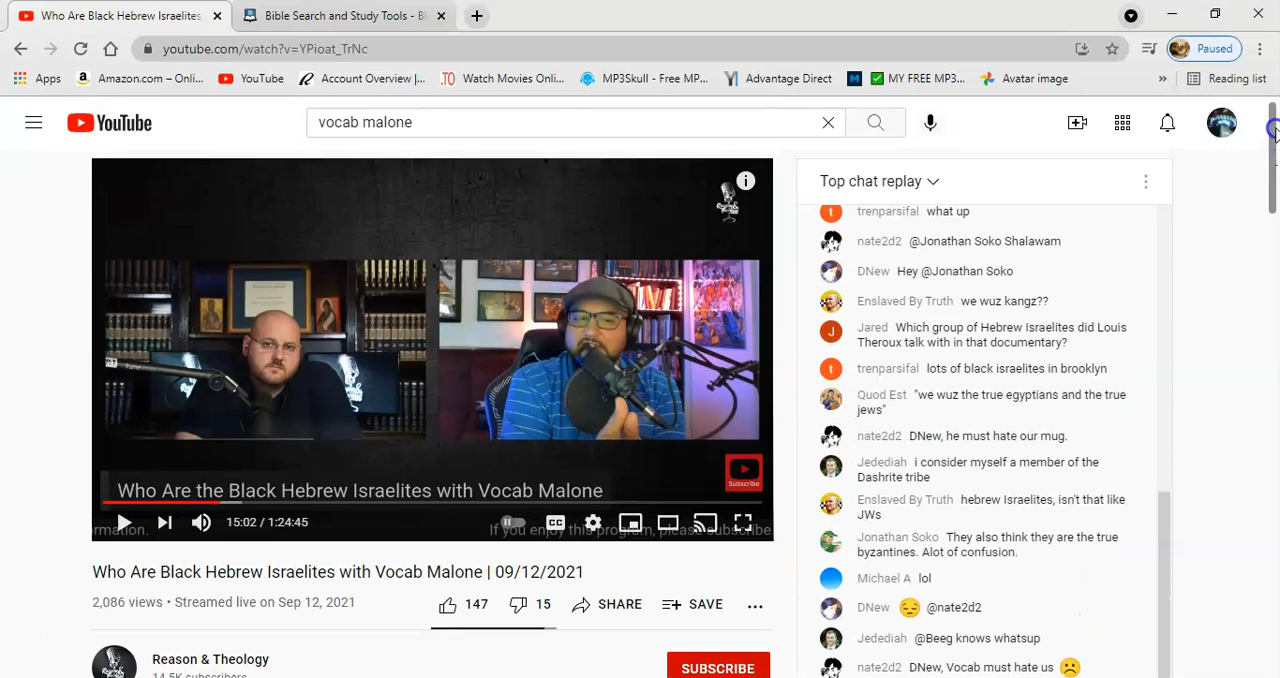 Who Are Black Hebrew Israelites
Bible Search and Study Tools - Bl
youtube.com/watch?v=YPioat_TrNc
Paused
Apps
Amazon.com – Onli...
YouTube
Account Overview |...
Watch Movies Onli...
MP3Skull - Free MP...
Advantage Direct
MY FREE MP3...
Avatar image
»
Reading list
YouTube
vocab malone
Top chat replay
trenparsifal what up
nate2d2 @Jonathan Soko Shalawam
DNew Hey @Jonathan Soko
Enslaved By Truth we wuz kangz??
Jared Which group of Hebrew Israelites did Louis
Theroux talk with in that documentary?
trenparsifal lots of black israelites in brooklyn
Quod Est "we wuz the true egyptians and the true
jews"
nate2d2 DNew, he must hate our mug.
Jedediah i consider myself a member of the
Dashrite tribe
Enslaved By Truth hebrew Israelites, isn't that like
JWs
Jonathan Soko They also think they are the true
byzantines. Alot of confusion.
Michael A lol
DNew 😔 @nate2d2
Jedediah @Beeg knows whatsup
nate2d2 DNew, Vocab must hate us ☹️
Subscribe
Who Are the Black Hebrew Israelites with Vocab Malone
15:02 / 1:24:45
CC
ormation.
If you enjoy this program, please subscribe
Who Are Black Hebrew Israelites with Vocab Malone | 09/12/2021
2,086 views • Streamed live on Sep 12, 2021
147
15
SHARE
SAVE
Reason & Theology
14.5K subscribers
SUBSCRIBE